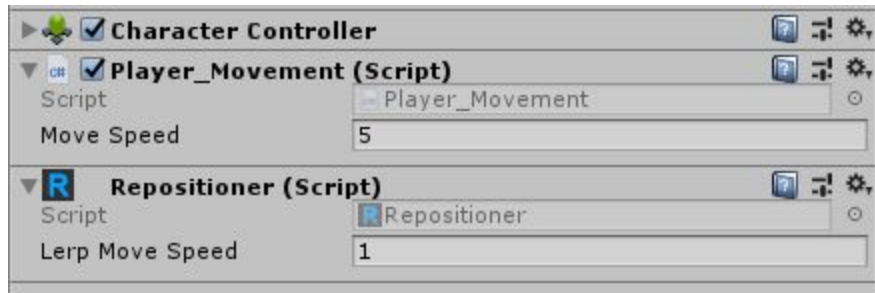 Character Controller
C# Player_Movement (Script)
Script Player_Movement
Move Speed 5
R Repositioner (Script)
Script R Repositioner
Lerp Move Speed 1